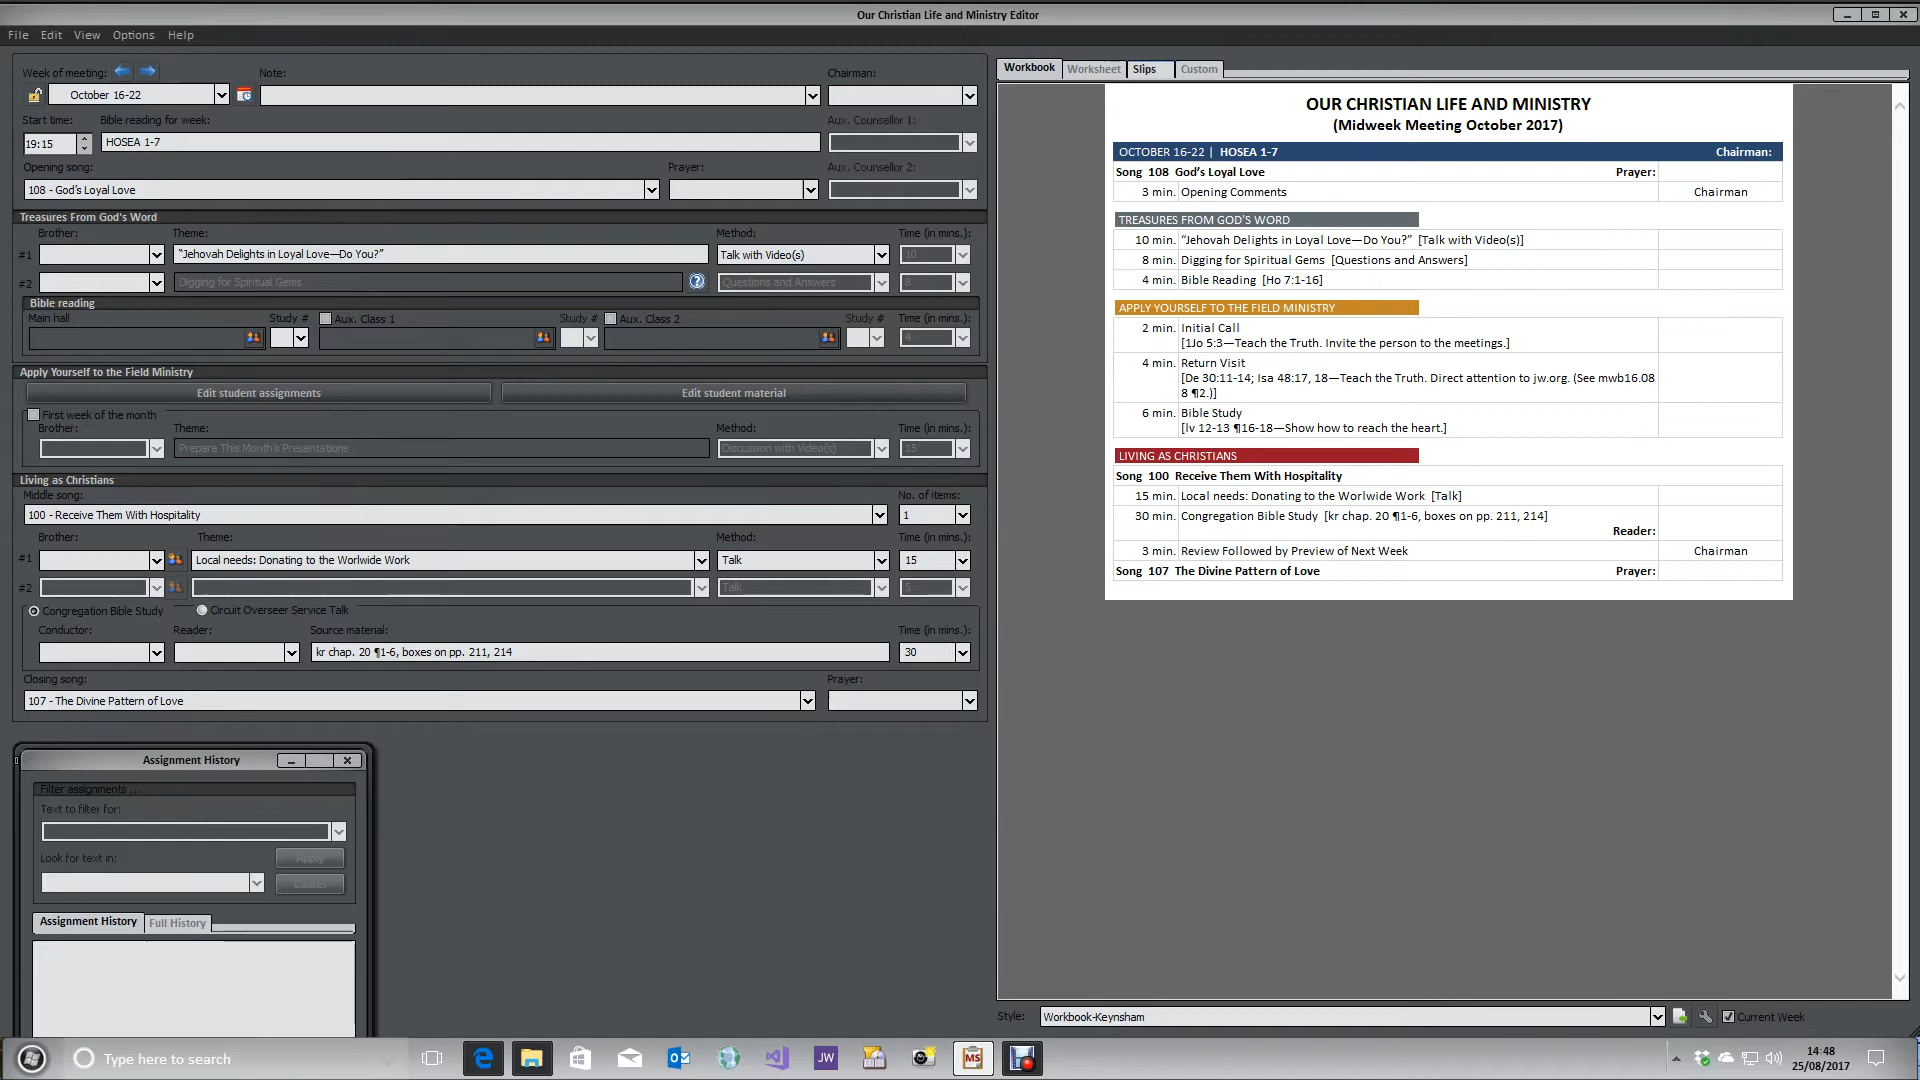 Our Christian Life and Ministry Editor
File Edit View Options Help
Week of meeting:
Note:
Chairman:
October 16-22
Start time:
Bible reading for week:
Aux. Counsellor 1:
19:15
HOSEA 1-7
Opening song:
Prayer:
Aux. Counsellor 2:
108 - God's Loyal Love
Treasures From God's Word
Brother:
Theme:
Method:
Time (in mins.):
#1
“Jehovah Delights in Loyal Love—Do You?”
Talk with Video(s)
10
#2
Digging for Spiritual Gems
Questions and Answers
8
Bible reading
Main hall
Study #
Aux. Class 1
Study #
Aux. Class 2
Study #
Time (in mins.):
4
Apply Yourself to the Field Ministry
Edit student assignments
Edit student material
First week of the month
Brother:
Theme:
Method:
Time (in mins.):
Prepare This Month's Presentations
Discussion with Video(s)
15
Living as Christians
Middle song:
No. of items:
100 - Receive Them With Hospitality
1
Brother:
Theme:
Method:
Time (in mins.):
#1
Local needs: Donating to the Worlwide Work
Talk
15
#2
Talk
5
Congregation Bible Study
Circuit Overseer Service Talk
Conductor:
Reader:
Source material:
Time (in mins.):
kr chap. 20 ¶1-6, boxes on pp. 211, 214
30
Closing song:
Prayer:
107 - The Divine Pattern of Love
Assignment History
Filter assignments ...
Text to filter for:
Look for text in:
Apply
Cancel
Assignment History
Full History
Workbook
Worksheet
Slips
Custom
OUR CHRISTIAN LIFE AND MINISTRY
(Midweek Meeting October 2017)
OCTOBER 16-22 | HOSEA 1-7
Chairman:
Song 108 God's Loyal Love
Prayer:
3 min. Opening Comments
Chairman
TREASURES FROM GOD'S WORD
10 min. “Jehovah Delights in Loyal Love—Do You?” [Talk with Video(s)]
8 min. Digging for Spiritual Gems [Questions and Answers]
4 min. Bible Reading [Ho 7:1-16]
APPLY YOURSELF TO THE FIELD MINISTRY
2 min. Initial Call
[1Jo 5:3—Teach the Truth. Invite the person to the meetings.]
4 min. Return Visit
[De 30:11-14; Isa 48:17, 18—Teach the Truth. Direct attention to jw.org. (See mwb16.08
8 ¶2.)]
6 min. Bible Study
[lv 12-13 ¶16-18—Show how to reach the heart.]
LIVING AS CHRISTIANS
Song 100 Receive Them With Hospitality
15 min. Local needs: Donating to the Worlwide Work [Talk]
30 min. Congregation Bible Study [kr chap. 20 ¶1-6, boxes on pp. 211, 214]
Reader:
3 min. Review Followed by Preview of Next Week
Chairman
Song 107 The Divine Pattern of Love
Prayer:
Style:
Workbook-Keynsham
Current Week
Type here to search
JW
MS
14:48
25/08/2017